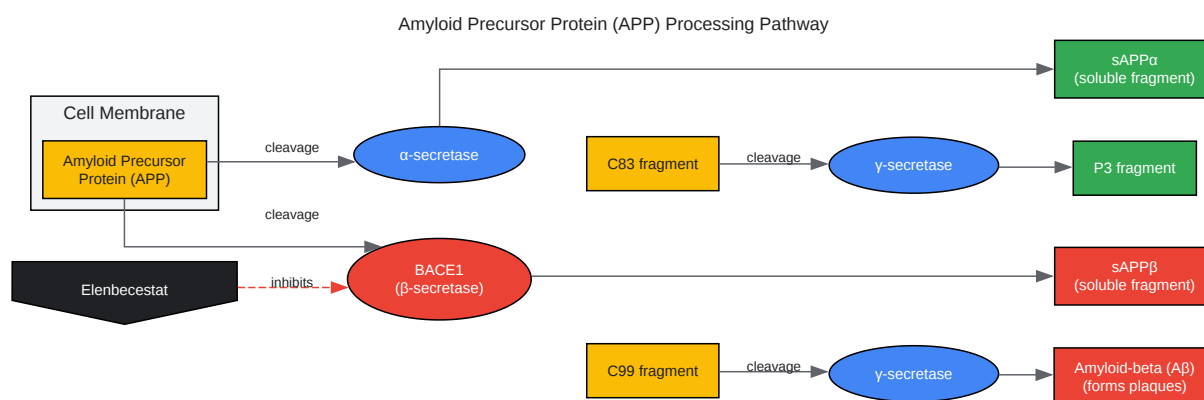 Amyloid Precursor Protein (APP) Processing Pathway
sAPPα
(soluble fragment)
Cell Membrane
Amyloid Precursor
Protein (APP)
cleavage
α-secretase
C83 fragment
cleavage
γ-secretase
P3 fragment
cleavage
Elenbecestat
inhibits
BACE1
(β-secretase)
sAPPβ
(soluble fragment)
C99 fragment
cleavage
γ-secretase
Amyloid-beta (Aβ)
(forms plaques)